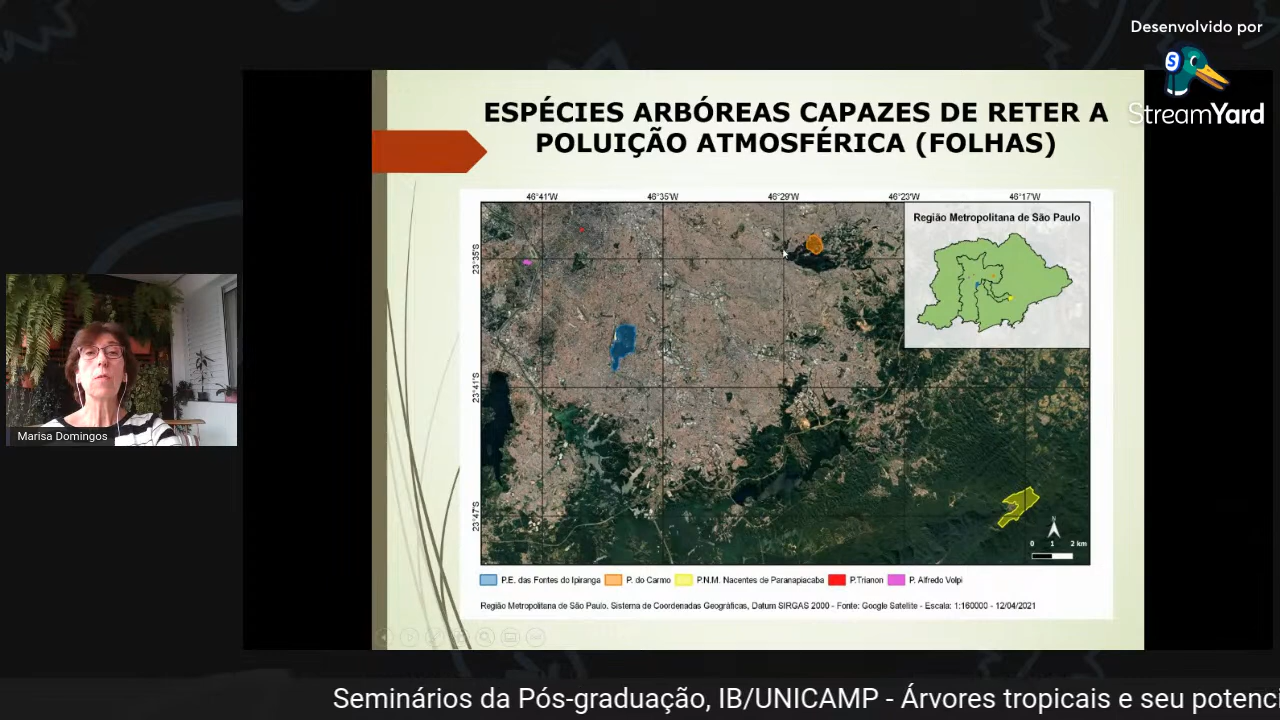 Desenvolvido por
StreamYard
ESPÉCIES ARBÓREAS CAPAZES DE RETER A
POLUIÇÃO ATMOSFÉRICA (FOLHAS)
46°41'W 46°35'W 46°29'W 46°23'W 46°17'W
Região Metropolitana de São Paulo
23°35'S
23°41'S
23°47'S
N
0 1 2 km
P.E. das Fontes do Ipiranga P. do Carmo P.N.M. Nacentes de Paranapiacaba P.Trianon P. Alfredo Volpi
Região Metropolitana de São Paulo. Sistema de Coordenadas Geográficas, Datum SIRGAS 2000 - Fonte: Google Satellite - Escala: 1:160000 - 12/04/2021
Marisa Domingos
Seminários da Pós-graduação, IB/UNICAMP - Árvores tropicais e seu potenci